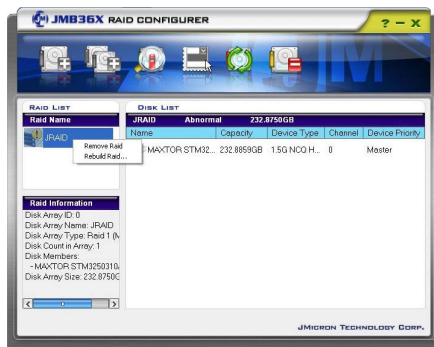 JMB36X RAID CONFIGURER
? - X
RAID LIST
Raid Name
JRAID
Remove Raid
Rebuild Raid...
Raid Information
Disk Array ID: 0
Disk Array Name: JRAID
Disk Array Type: Raid 1 (M
Disk Count in Array: 1
Disk Members:
- MAXTOR STM3250310
Disk Array Size: 232.8750G
DISK LIST
JRAID Abnormal 232.8750GB
Name Capacity Device Type Channel Device Priority
MAXTOR STM32... 232.8859GB 1.5G NCQ H... 0 Master
JMICRON TECHNOLOGY CORP.